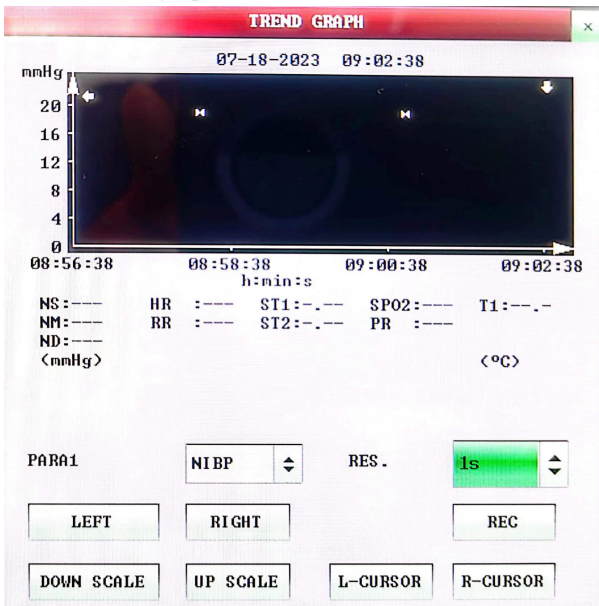 TREND GRAPH ×
07-18-2023 09:02:38
mmHg
20
16
12
8
4
0
08:56:38 08:58:38 09:00:38 09:02:38
h:min:s
NS:--- HR :--- ST1:-.-- SPO2:--- T1:--.-
NM:--- RR :--- ST2:-.-- PR :---
ND:---
(mmHg) (ºC)
PARA1 NIBP RES. 1s
LEFT RIGHT REC
DOWN SCALE UP SCALE L-CURSOR R-CURSOR